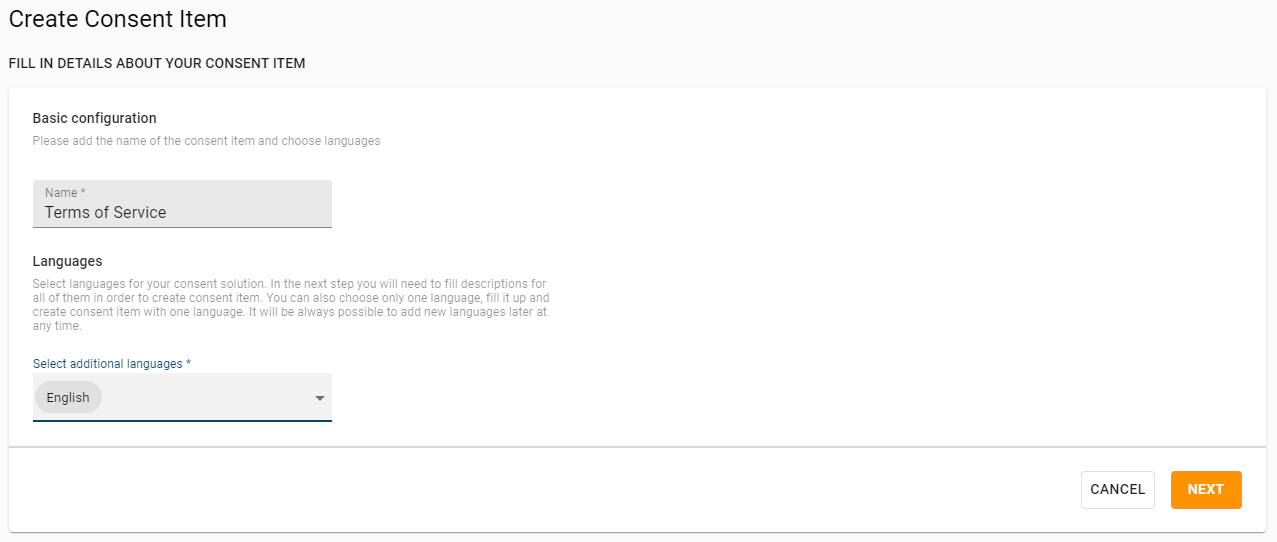 Create Consent Item
FILL IN DETAILS ABOUT YOUR CONSENT ITEM
Basic configuration
Please add the name of the consent item and choose languages
Name *
Terms of Service
Languages
Select languages for your consent solution. In the next step you will need to fill descriptions for
all of them in order to create consent item. You can also choose only one language, fill it up and
create consent item with one language. It will be always possible to add new languages later at
any time.
Select additional languages *
English
CANCEL
NEXT